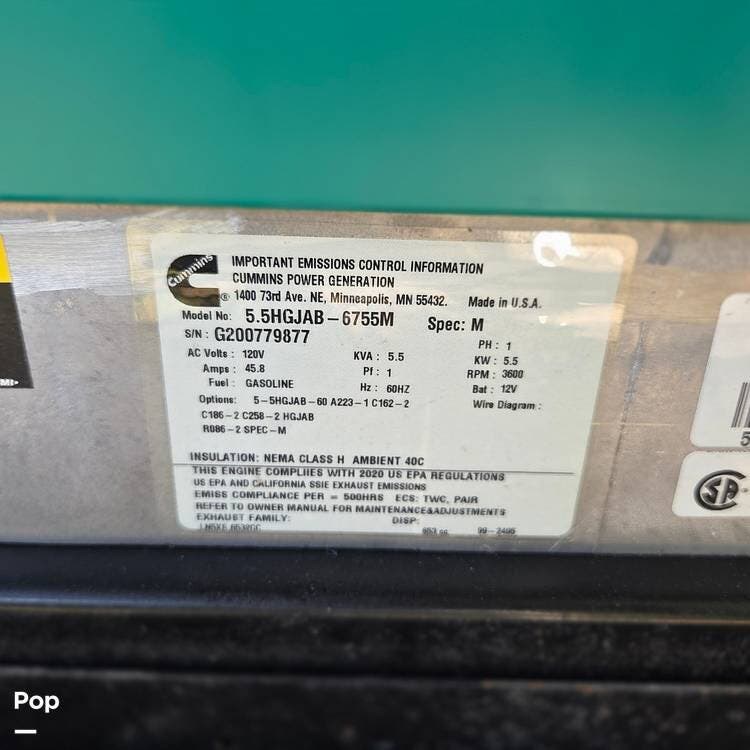 Cummins
IMPORTANT EMISSIONS CONTROL INFORMATION
CUMMINS POWER GENERATION
® 1400 73rd Ave. NE, Minneapolis, MN 55432. Made in U.S.A.
Model No: 5.5HGJAB-6755M Spec: M
S/N : G200779877
AC Volts : 120V KVA : 5.5 PH : 1
Amps : 45.8 Pf : 1 KW : 5.5
Fuel : GASOLINE Hz : 60HZ RPM : 3600
Bat : 12V
Options: 5-5HGJAB-60 A223-1 C162-2 Wire Diagram :
C186-2 C258-2 HGJAB
R086-2 SPEC-M
INSULATION: NEMA CLASS H AMBIENT 40C
THIS ENGINE COMPLIES WITH 2020 US EPA REGULATIONS
US EPA AND CALIFORNIA SSIE EXHAUST EMISSIONS
EMISS COMPLIANCE PER = 500HRS ECS: TWC, PAIR
REFER TO OWNER MANUAL FOR MAINTENANCE&ADJUSTMENTS
EXHAUST FAMILY: DISP:
99-2405
SA
5
Pop